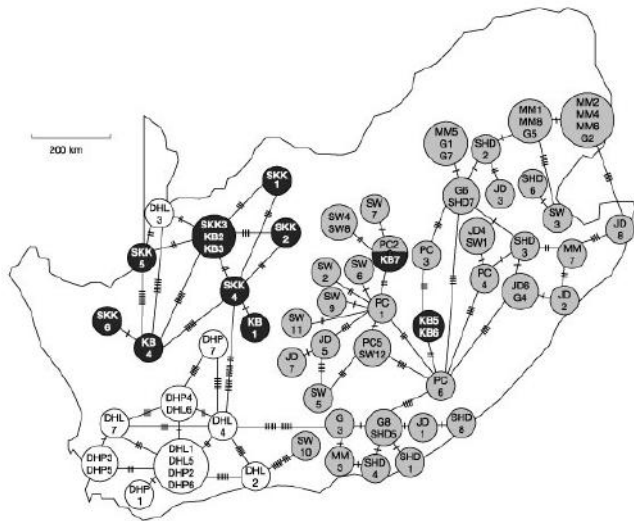 MM1
MM8
G5
MM2
MM4
MM6
G2
MM5
G1
G7
SHD
2
200 km
SKK
1
G6
SHD7
JD
3
SHD
6
SW
3
DHL
3
SKK3
KB2
KB3
SKK
2
SW
7
SW4
SW8
PC2
KB7
PC
3
JD4
SW1
SHD
3
MM
7
JD
8
SKK
5
SW
2
SW
6
PC
4
SKK
4
SW
9
PC
1
JD6
G4
JD
2
SKK
6
KB
4
KB
1
SW
11
KB5
KB6
DHP
7
JD
7
JD
5
PC5
SW12
PC
6
DHP4
DHL6
SW
5
DHL
7
DHL
4
G
3
G8
SHD5
JD
1
SHD
8
DHP3
DHP5
DHL1
DHL5
DHP2
DHP6
SW
10
MM
3
SHD
4
SHD
1
DHP
1
DHL
2